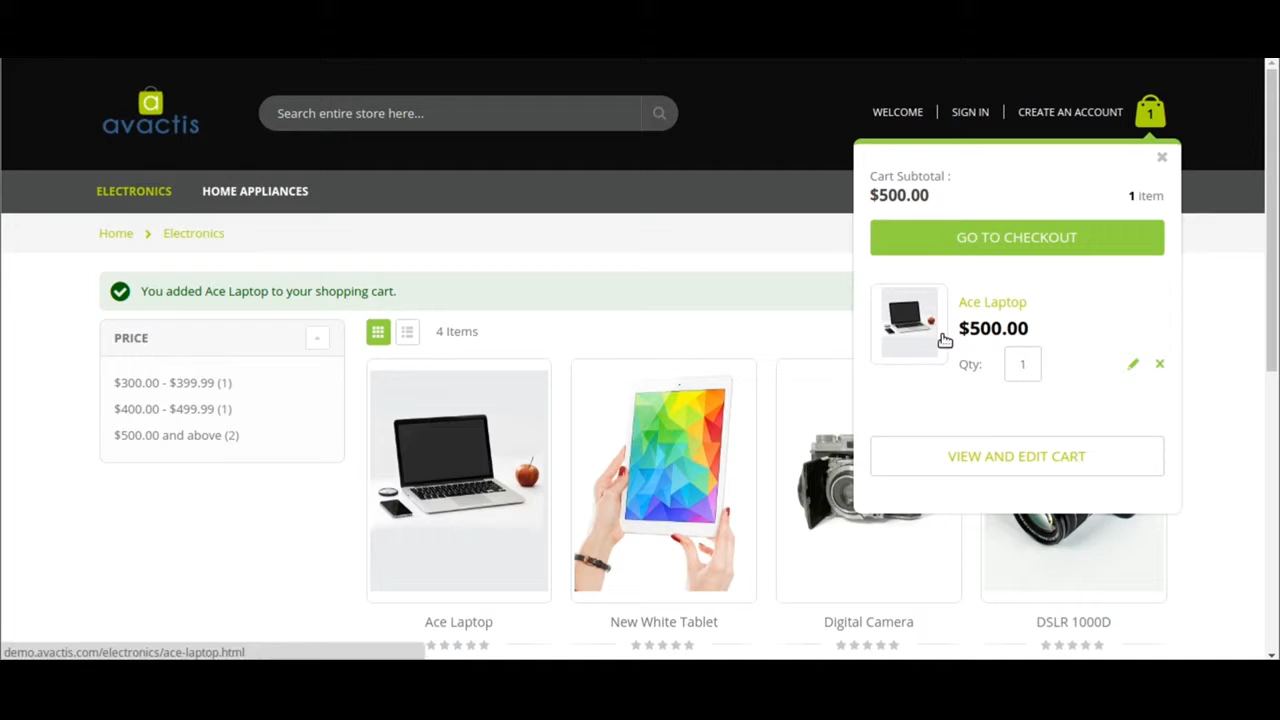 a
avactis
Search entire store here...
WELCOME
SIGN IN
CREATE AN ACCOUNT
1
ELECTRONICS
HOME APPLIANCES
Home
Electronics
Cart Subtotal :
$500.00
1 item
GO TO CHECKOUT
Ace Laptop
$500.00
Qty:
1
VIEW AND EDIT CART
You added Ace Laptop to your shopping cart.
PRICE
$300.00 - $399.99 (1)
$400.00 - $499.99 (1)
$500.00 and above (2)
4 Items
Ace Laptop
New White Tablet
Digital Camera
DSLR 1000D
demo.avactis.com/electronics/ace-laptop.html